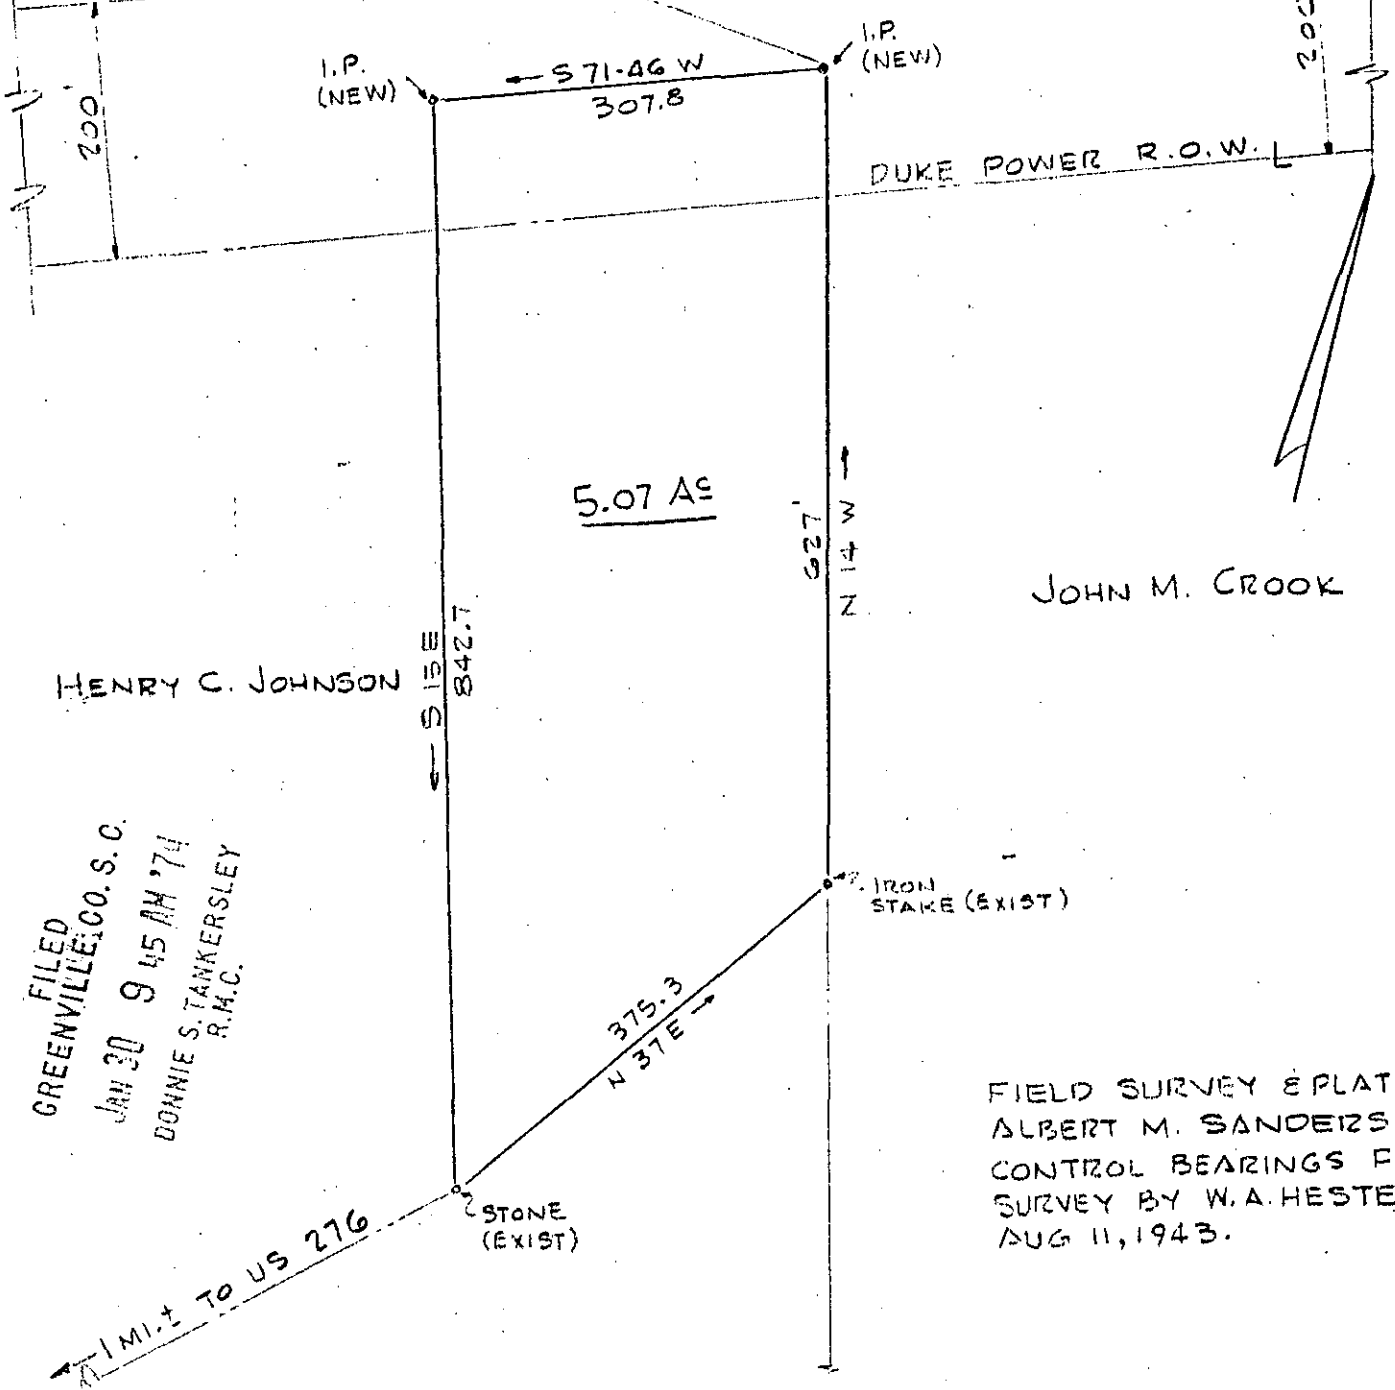 I.P.
(NEW)
← S 71-46 W
307.8
I.P.
(NEW)
200'
200
DUKE POWER R.O.W. L
5.07 Ac
627'
N 14 W →
JOHN M. CROOK
HENRY C. JOHNSON
← S 15 E
842.7
FILED
GREENVILLE CO. S. C.
JAN 30 9 45 AM '74
DONNIE S. TANKERSLEY
R.M.C.
IRON
STAKE (EXIST)
375.3
N 37 E →
STONE
(EXIST)
1 MI. ± TO US 276
FIELD SURVEY & PLAT
ALBERT M. SANDERS
CONTROL BEARINGS F
SURVEY BY W.A. HESTE
AUG 11, 1943.